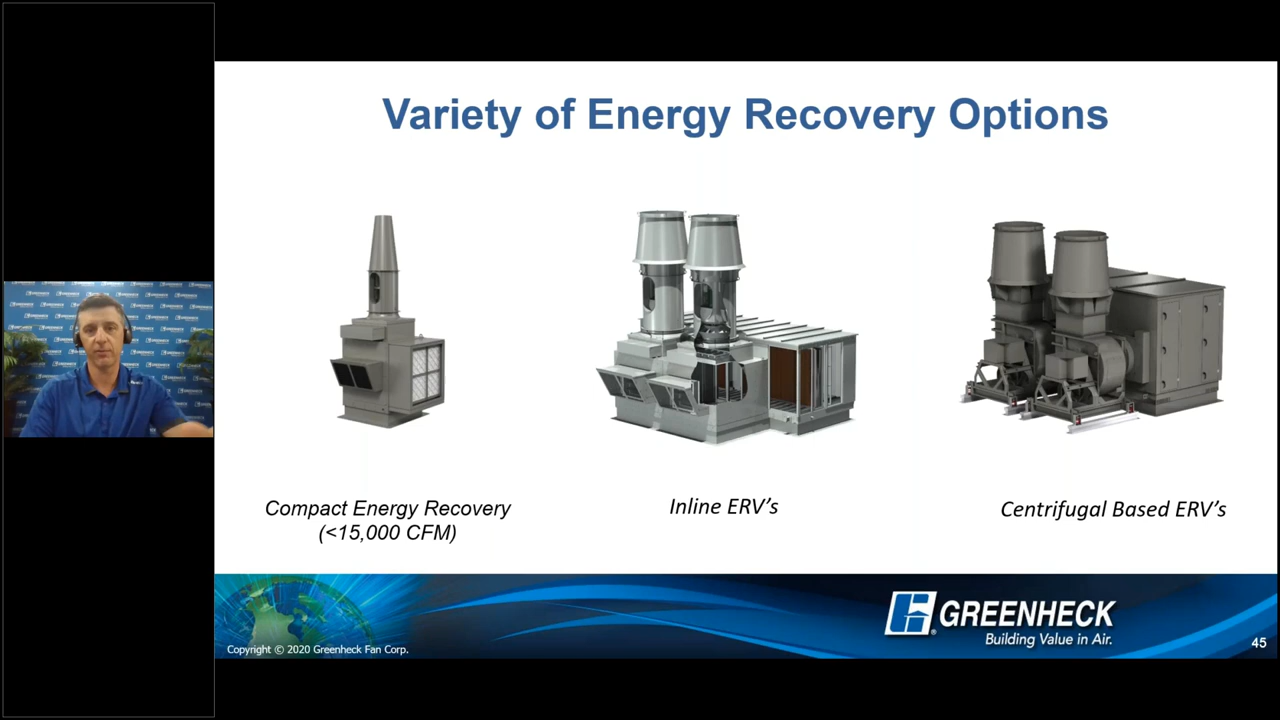 Variety of Energy Recovery Options
Compact Energy Recovery
(<15,000 CFM)
Inline ERV’s
Centrifugal Based ERV’s
GREENHECK
Building Value in Air.
Copyright © 2020 Greenheck Fan Corp.
45